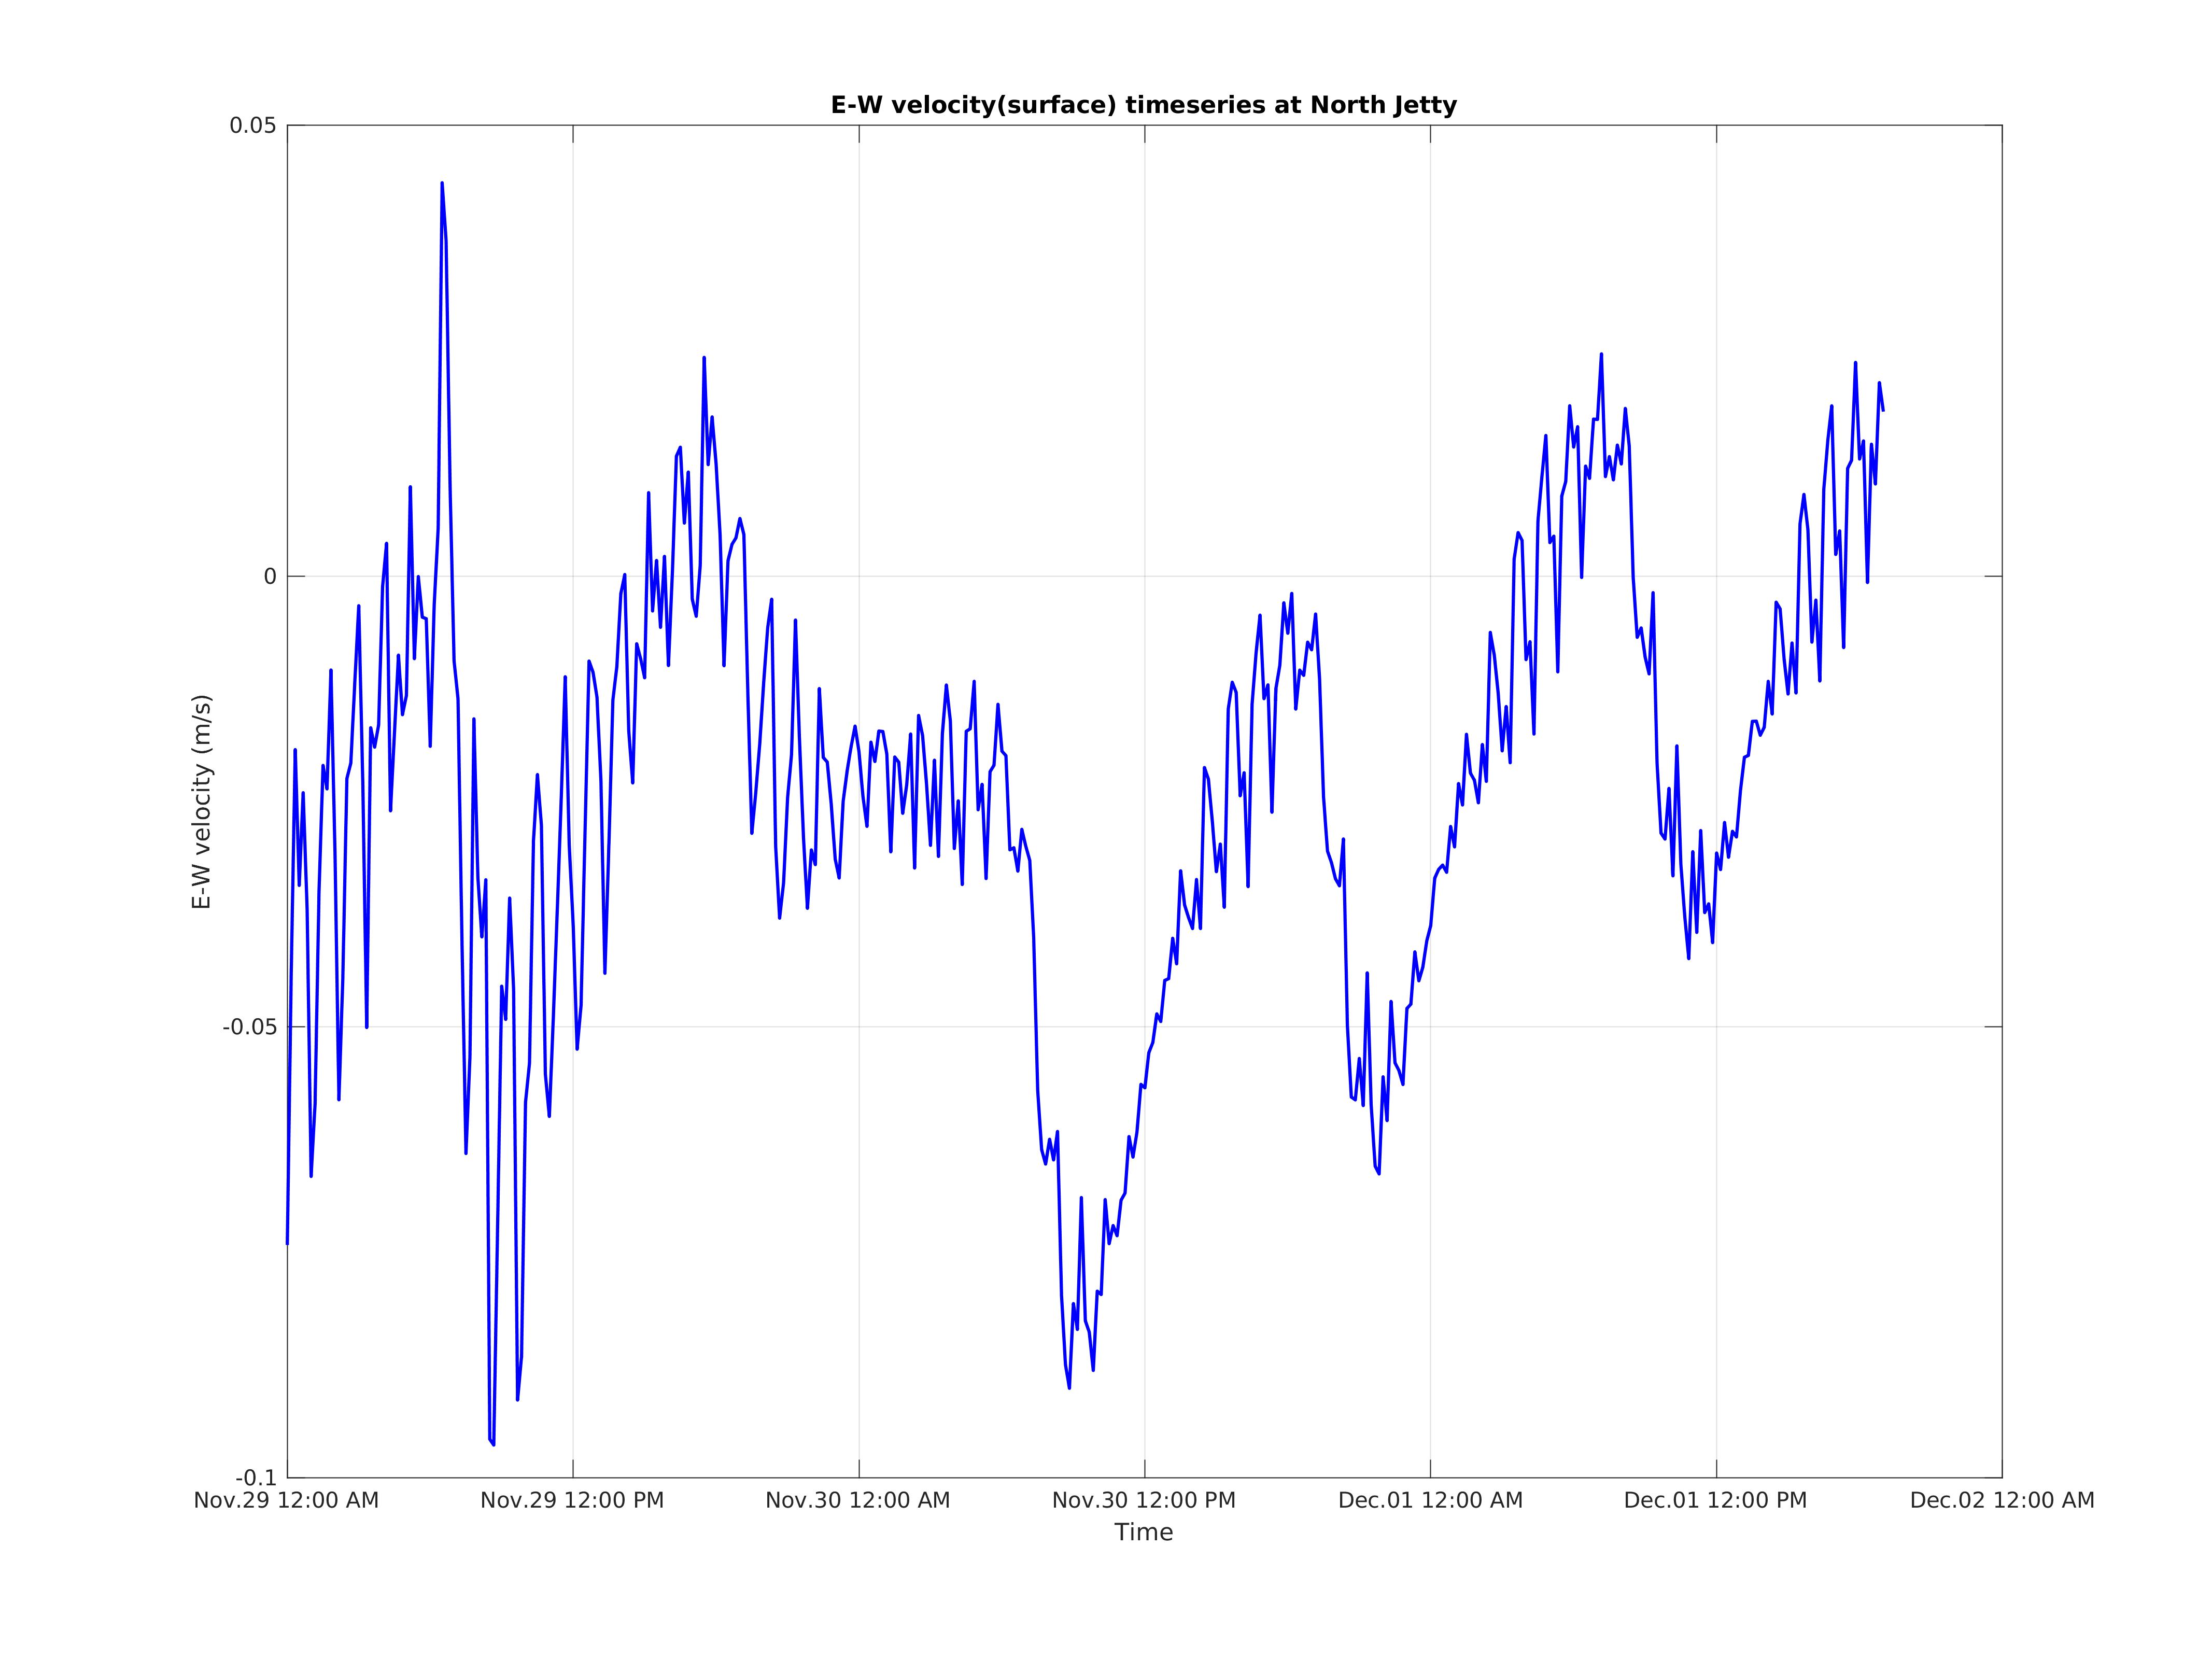 E-W velocity(surface) timeseries at North Jetty
0.05
0
-0.05
-0.1
E-W velocity (m/s)
Nov.29 12:00 AM Nov.29 12:00 PM Nov.30 12:00 AM Nov.30 12:00 PM Dec.01 12:00 AM Dec.01 12:00 PM Dec.02 12:00 AM
Time